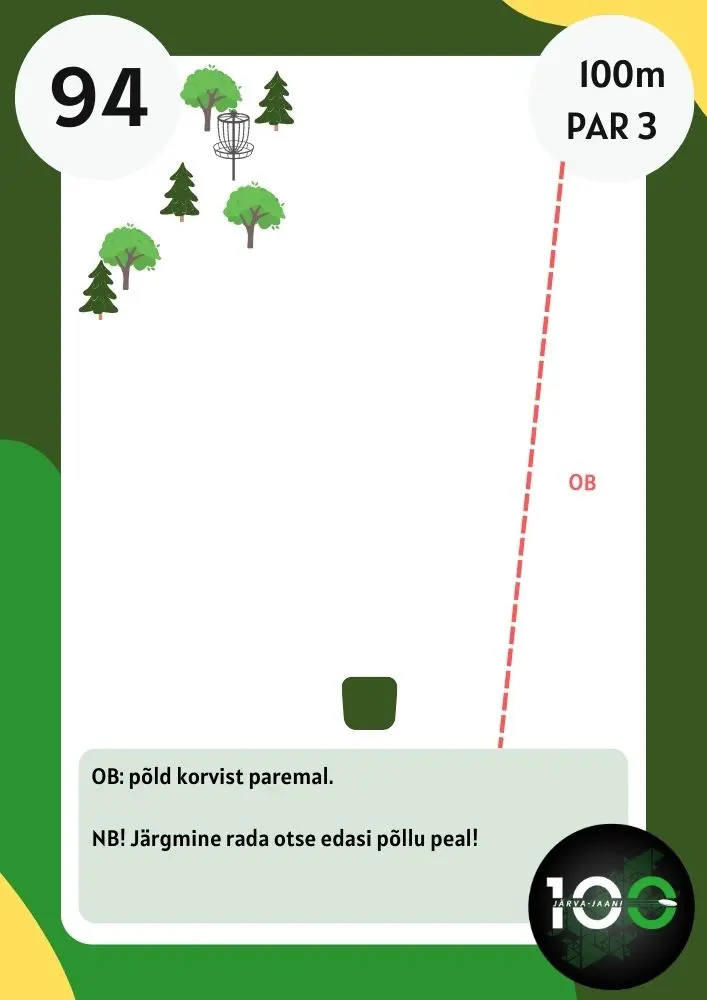 94
100m
PAR 3
OB
OB: põld korvist paremal.
NB! Järgmine rada otse edasi põllu peal!
100
JÄRVA-JAANI